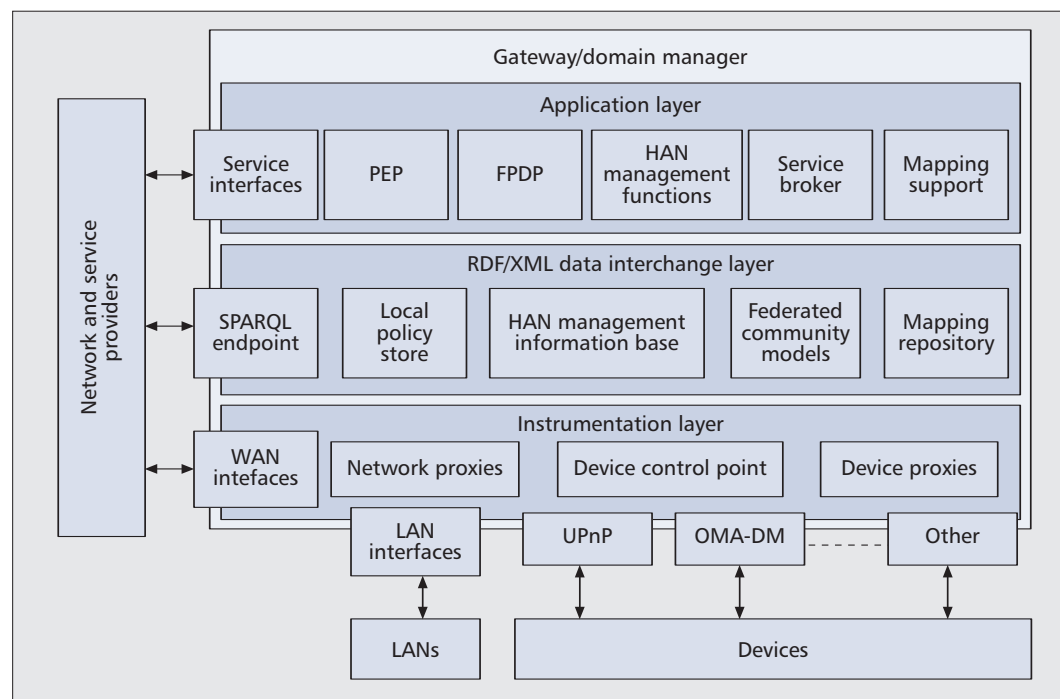 Gateway/domain manager
Application layer
Service
interfaces
PEP
FPDP
HAN
management
functions
Service
broker
Mapping
support
Network and service
providers
RDF/XML data interchange layer
SPARQL
endpoint
Local
policy
store
HAN management
information base
Federated
community
models
Mapping
repository
Instrumentation layer
WAN
intefaces
Network proxies
Device control point
Device proxies
LAN
interfaces
UPnP
OMA-DM
Other
LANs
Devices